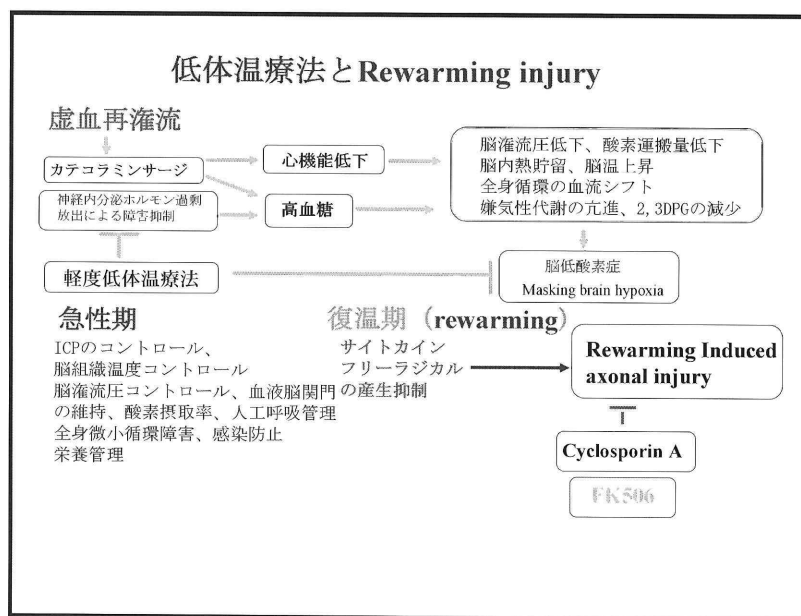 低体温療法とRewarming injury
虚血再潅流
カテコラミンサージ
心機能低下
脳潅流圧低下、酸素運搬量低下
脳内熱貯留、脳温上昇
全身循環の血流シフト
嫌気性代謝の亢進、2,3DPGの減少
神経内分泌ホルモン過剰
放出による障害抑制
高血糖
軽度低体温療法
脳低酸素症
Masking brain hypoxia
急性期
ICPのコントロール、
脳組織温度コントロール
脳潅流圧コントロール、血液脳関門
の維持、酸素摂取率、人工呼吸管理
全身微小循環障害、感染防止
栄養管理
復温期（rewarming）
サイトカイン
フリーラジカル
の産生抑制
Rewarming Induced
axonal injury
Cyclosporin A
FK506